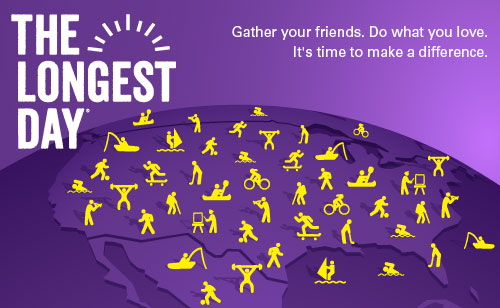 THE
LONGEST
DAY®
Gather your friends. Do what you love.
It's time to make a difference.